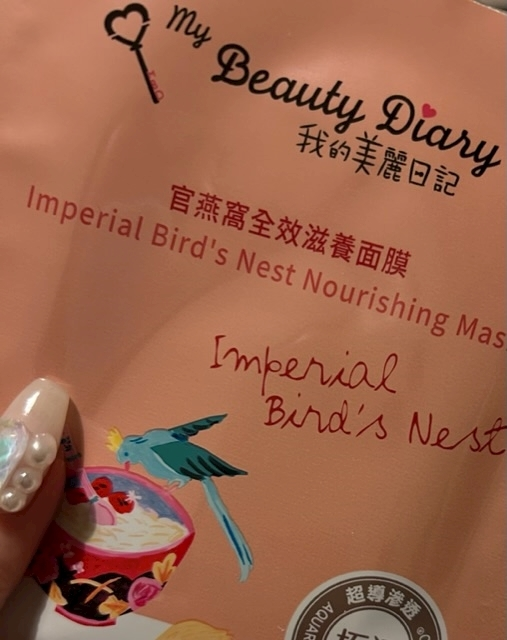 My
Beauty Diary
我的美麗日記
官燕窩全效滋養面膜
Imperial Bird's Nest Nourishing Mas
Imperial
Bird's Nest
超導滲透
AQUA